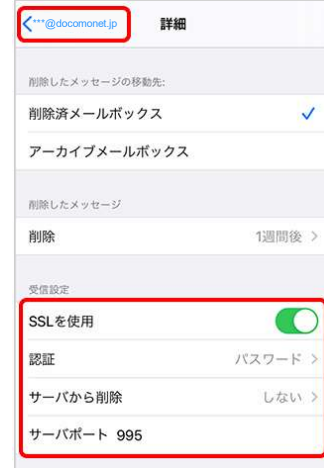 ***@docomonet.jp 詳細
削除したメッセージの移動先:
削除済メールボックス
アーカイブメールボックス
削除したメッセージ
削除 1週間後
受信設定
SSLを使用
認証 パスワード
サーバから削除 しない
サーバポート 995